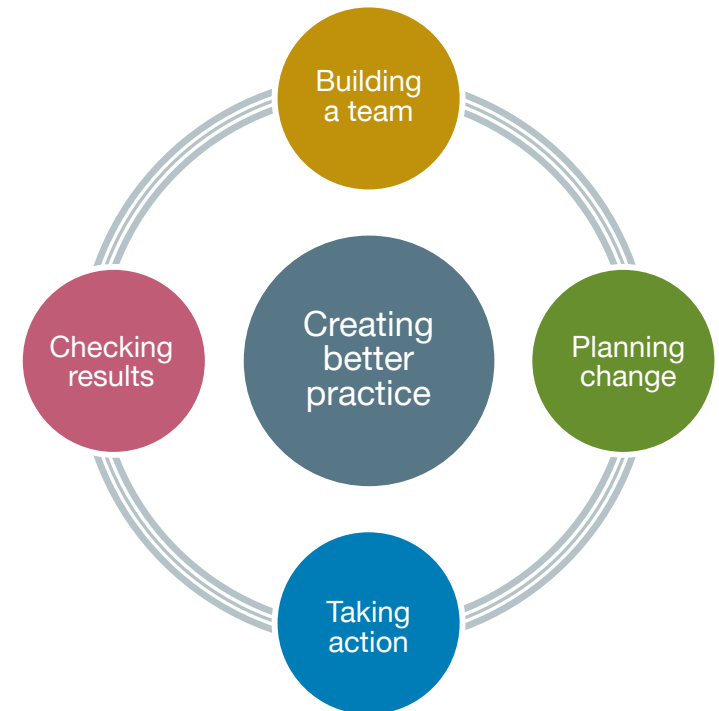 Building
a team
Planning
change
Taking
action
Checking
results
Creating
better
practice